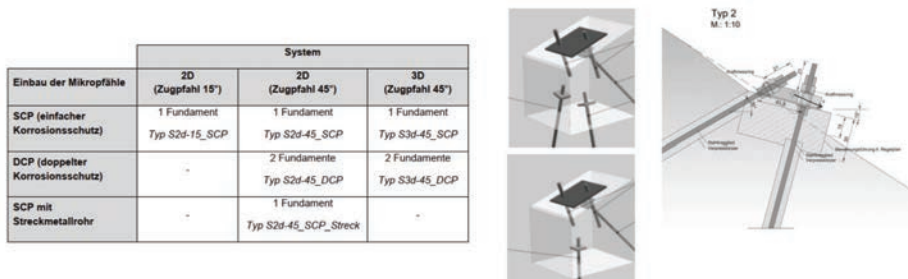 System
Einbau der Mikropfähle
2D
(Zugpfahl 15°)
2D
(Zugpfahl 45°)
3D
(Zugpfahl 45°)
SCP (einfacher
Korrosionsschutz)
1 Fundament
Typ S2d-15_SCP
1 Fundament
Typ S2d-45_SCP
1 Fundament
Typ S3d-45_SCP
DCP (doppelter
Korrosionsschutz)
-
2 Fundamente
Typ S2d-45_DCP
2 Fundamente
Typ S3d-45_DCP
SCP mit
Streckmetallrohr
-
1 Fundament
Typ S2d-45_SCP_Streck
-
Typ 2
M.: 1:10